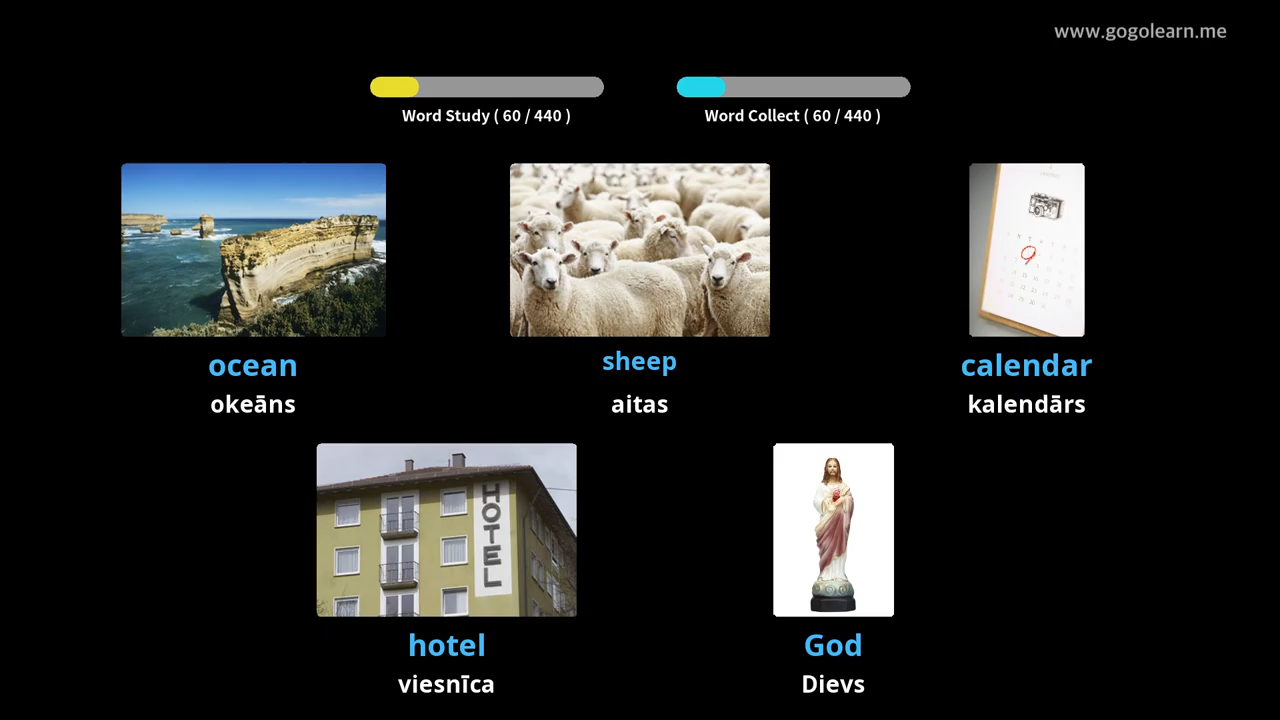 www.gogolearn.me
Word Study ( 60 / 440 )
Word Collect ( 60 / 440 )
ocean
okeāns
sheep
aitas
calendar
kalendārs
HOTEL
hotel
viesnīca
God
Dievs